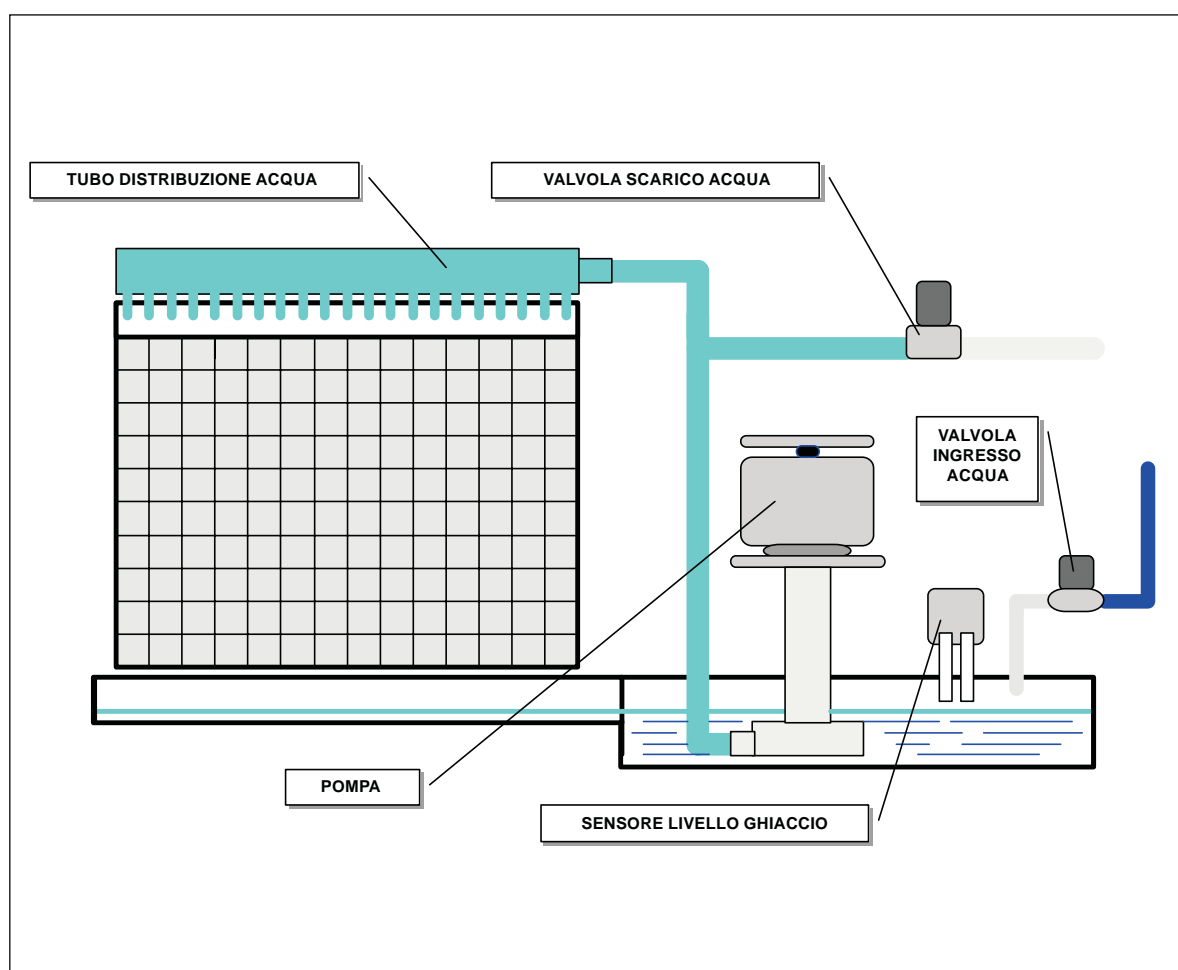 TUBO DISTRIBUZIONE ACQUA
VALVOLA SCARICO ACQUA
VALVOLA
INGRESSO
ACQUA
POMPA
SENSORE LIVELLO GHIACCIO